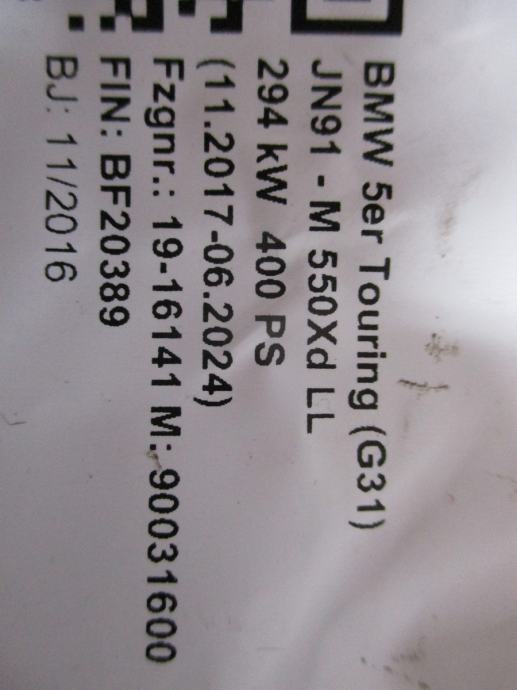 BMW 5er Touring (G31)
JN91 - M 550Xd LL
294 kW 400 PS
(11.2017-06.2024)
Fzgnr.: 19-16141 M: 90031600
FIN: BF20389
BJ: 11/2016